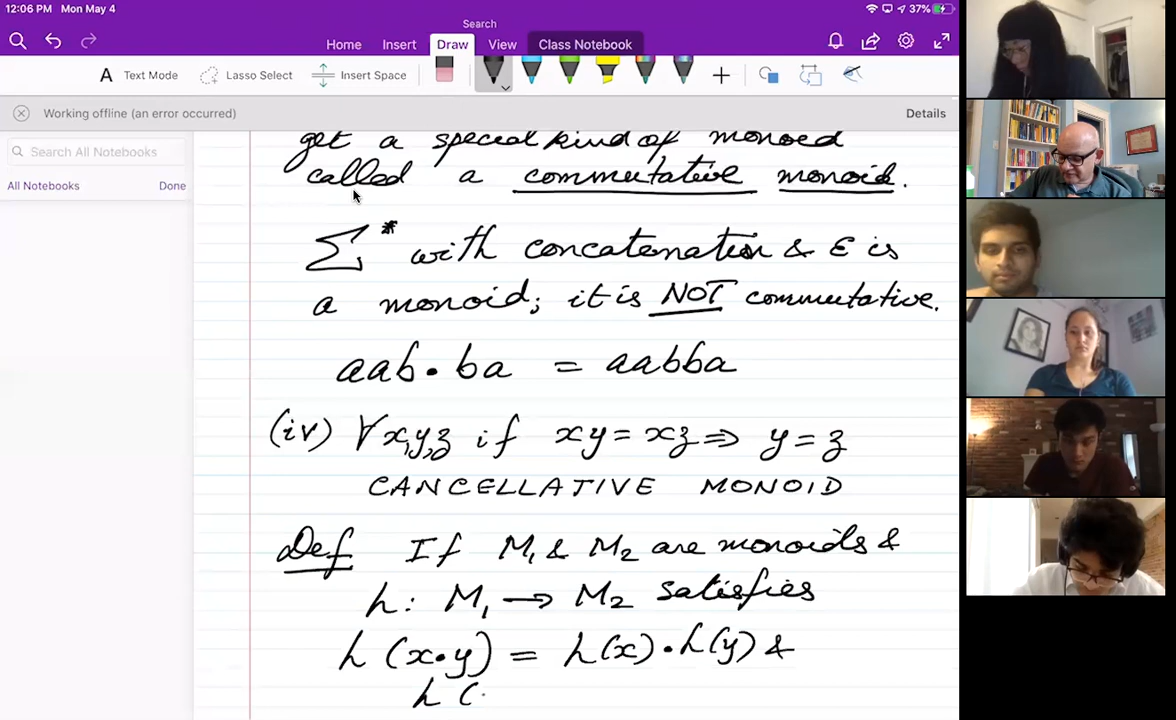 12:06 PM Mon May 4
37%
Search
Home Insert Draw View Class Notebook
Text Mode Lasso Select Insert Space
Working offline (an error occurred) Details
Search All Notebooks
All Notebooks Done
get a special kind of monoid
called a commutative monoid.
Σ* with concatenation & ε is
a monoid; it is NOT commutative.
aab • ba = aabba
(iv) ∀x,y,z if xy = xz ⇒ y = z
CANCELLATIVE MONOID
Def If M₁ & M₂ are monoids &
h: M₁ → M₂ satisfies
h (x•y) = h(x) • h(y) &
h (